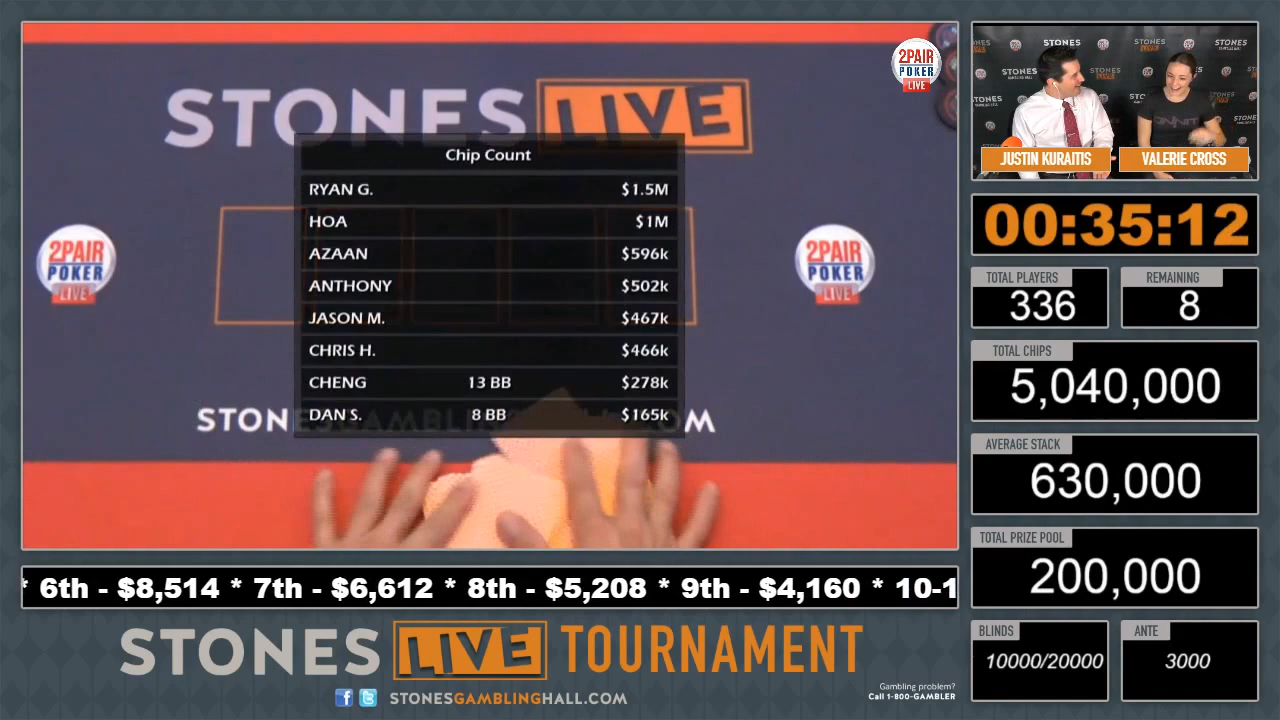 STONES LIVE
2PAIR
POKER
LIVE
Chip Count
RYAN G. $1.5M
HOA $1M
AZAAN $596k
ANTHONY $502k
JASON M. $467k
CHRIS H. $466k
CHENG 13 BB $278k
DAN S. 8 BB $165k
2PAIR
POKER
LIVE
2PAIR
POKER
LIVE
STONES
STONES
STONES
STONES
JUSTIN KURAITIS
VALERIE CROSS
00:35:12
TOTAL PLAYERS
336
REMAINING
8
TOTAL CHIPS
5,040,000
AVERAGE STACK
630,000
TOTAL PRIZE POOL
200,000
BLINDS
10000/20000
ANTE
3000
* 6th - $8,514 * 7th - $6,612 * 8th - $5,208 * 9th - $4,160 * 10-1
STONES LIVE TOURNAMENT
STONESGAMBLINGHALL.COM
Gambling problem?
Call 1-800-GAMBLER